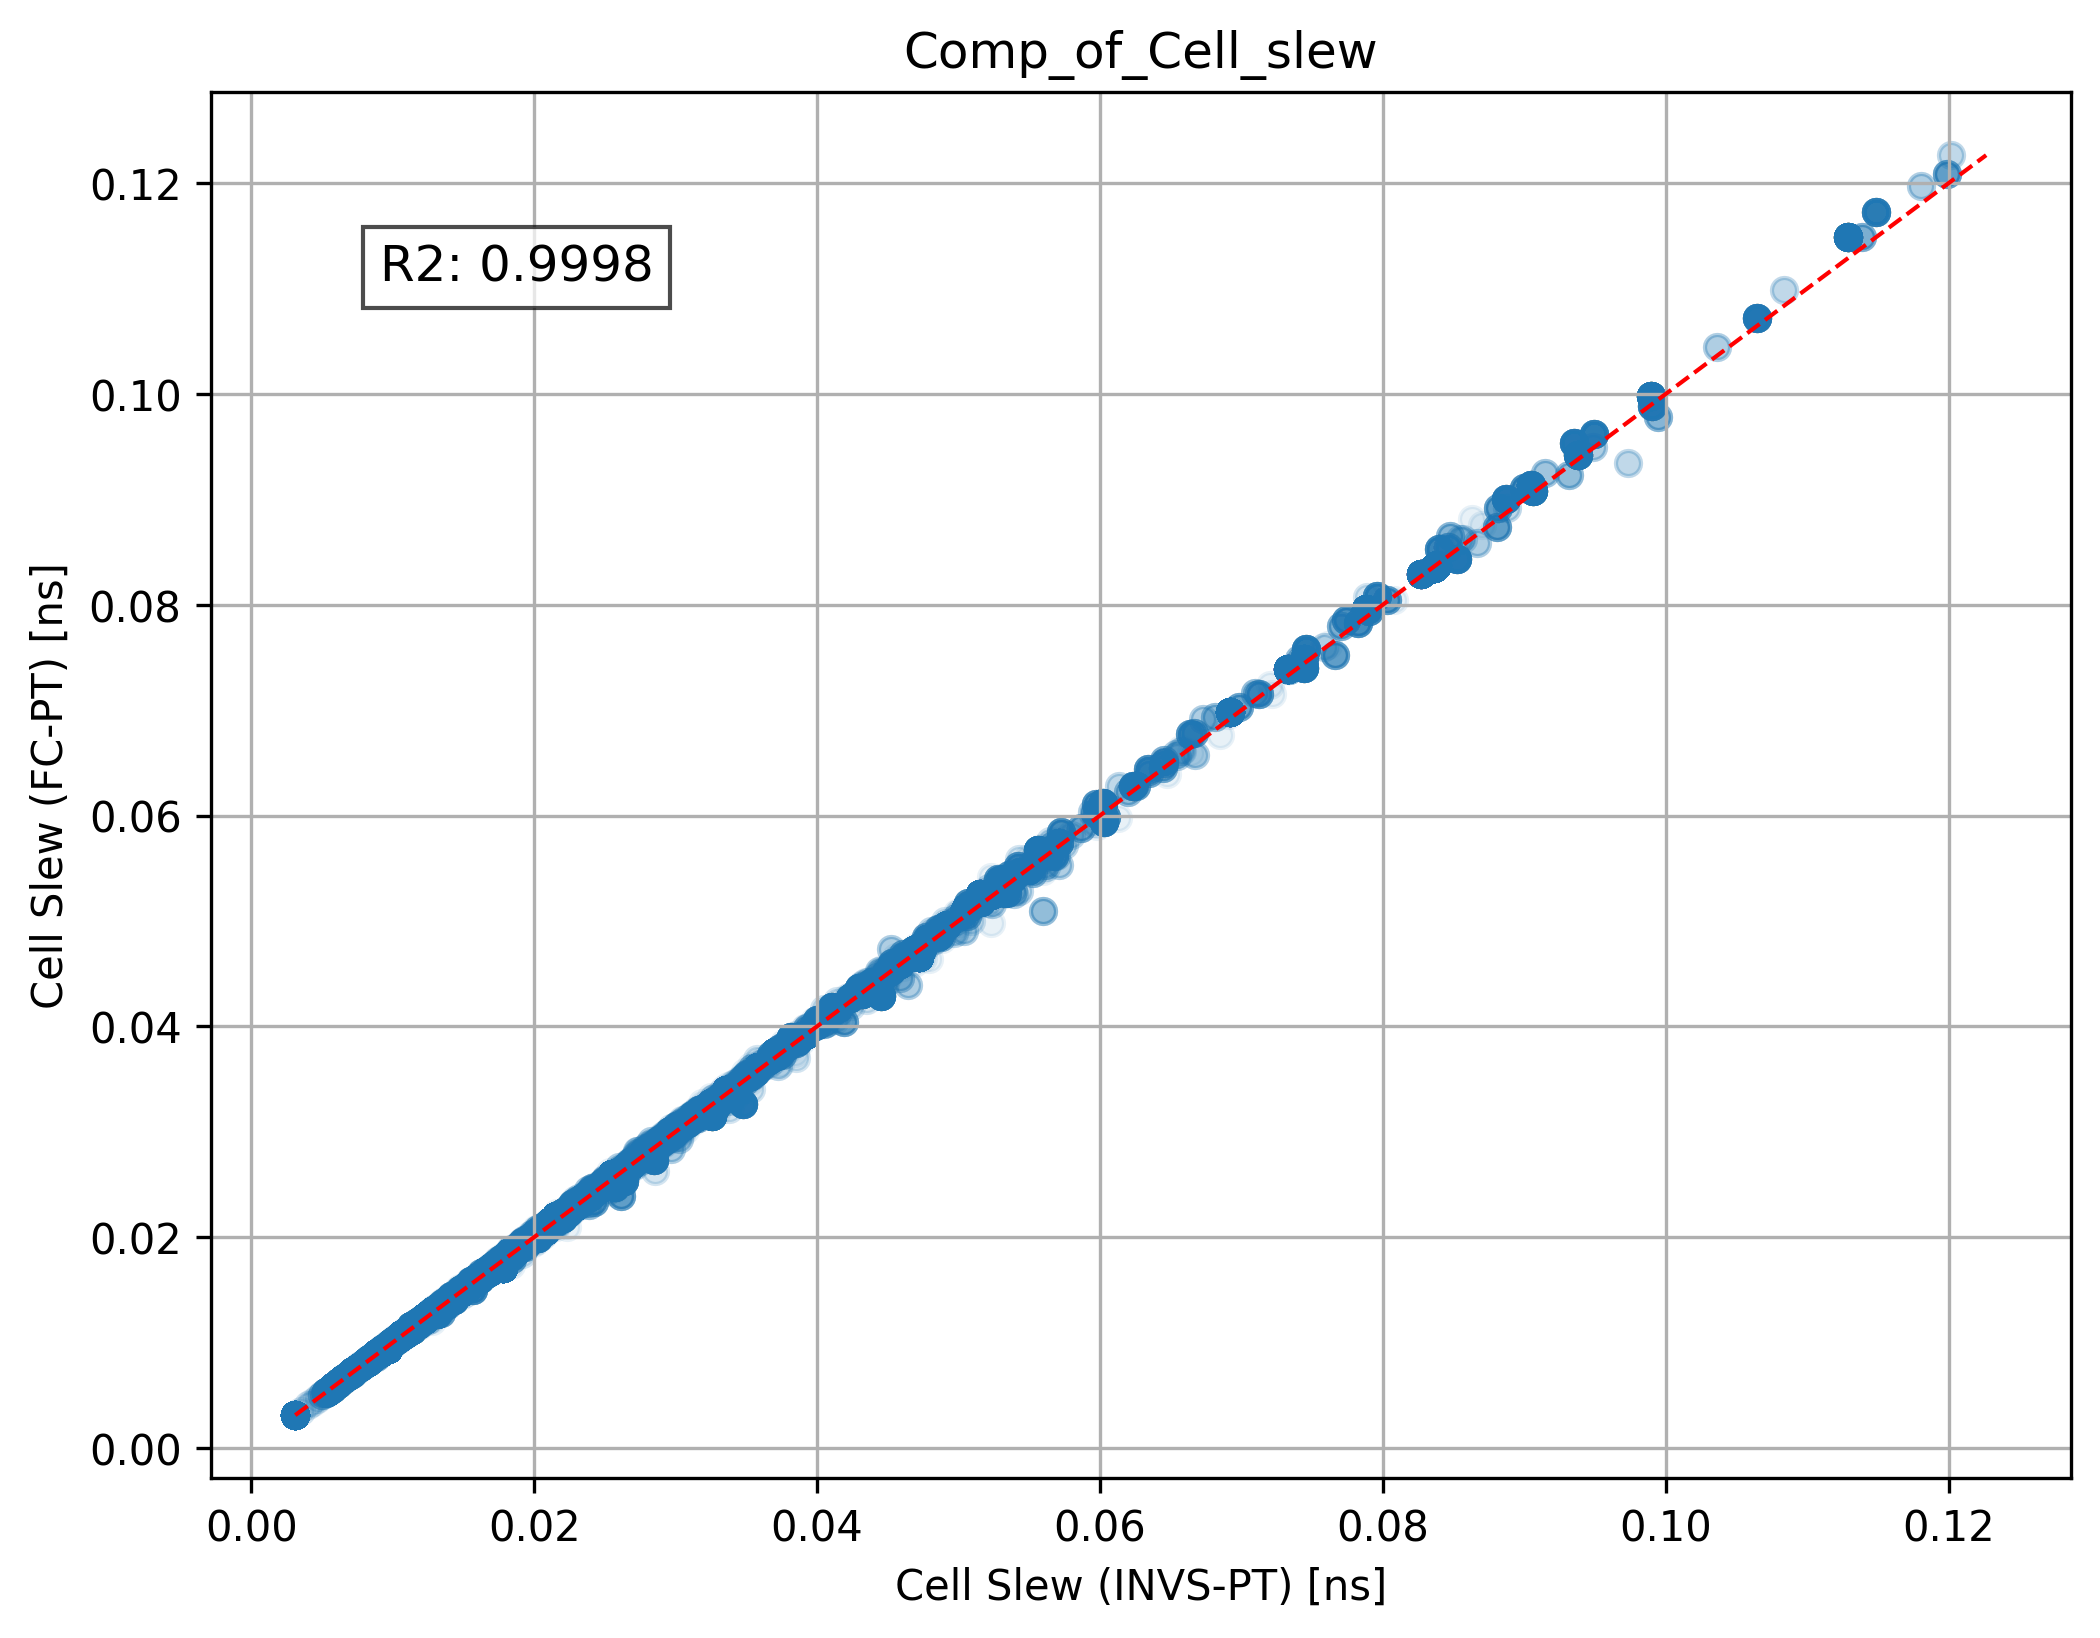 Comp_of_Cell_slew
R2: 0.9998
Cell Slew (FC-PT) [ns]
0.12
0.10
0.08
0.06
0.04
0.02
0.00
0.00 0.02 0.04 0.06 0.08 0.10 0.12
Cell Slew (INVS-PT) [ns]